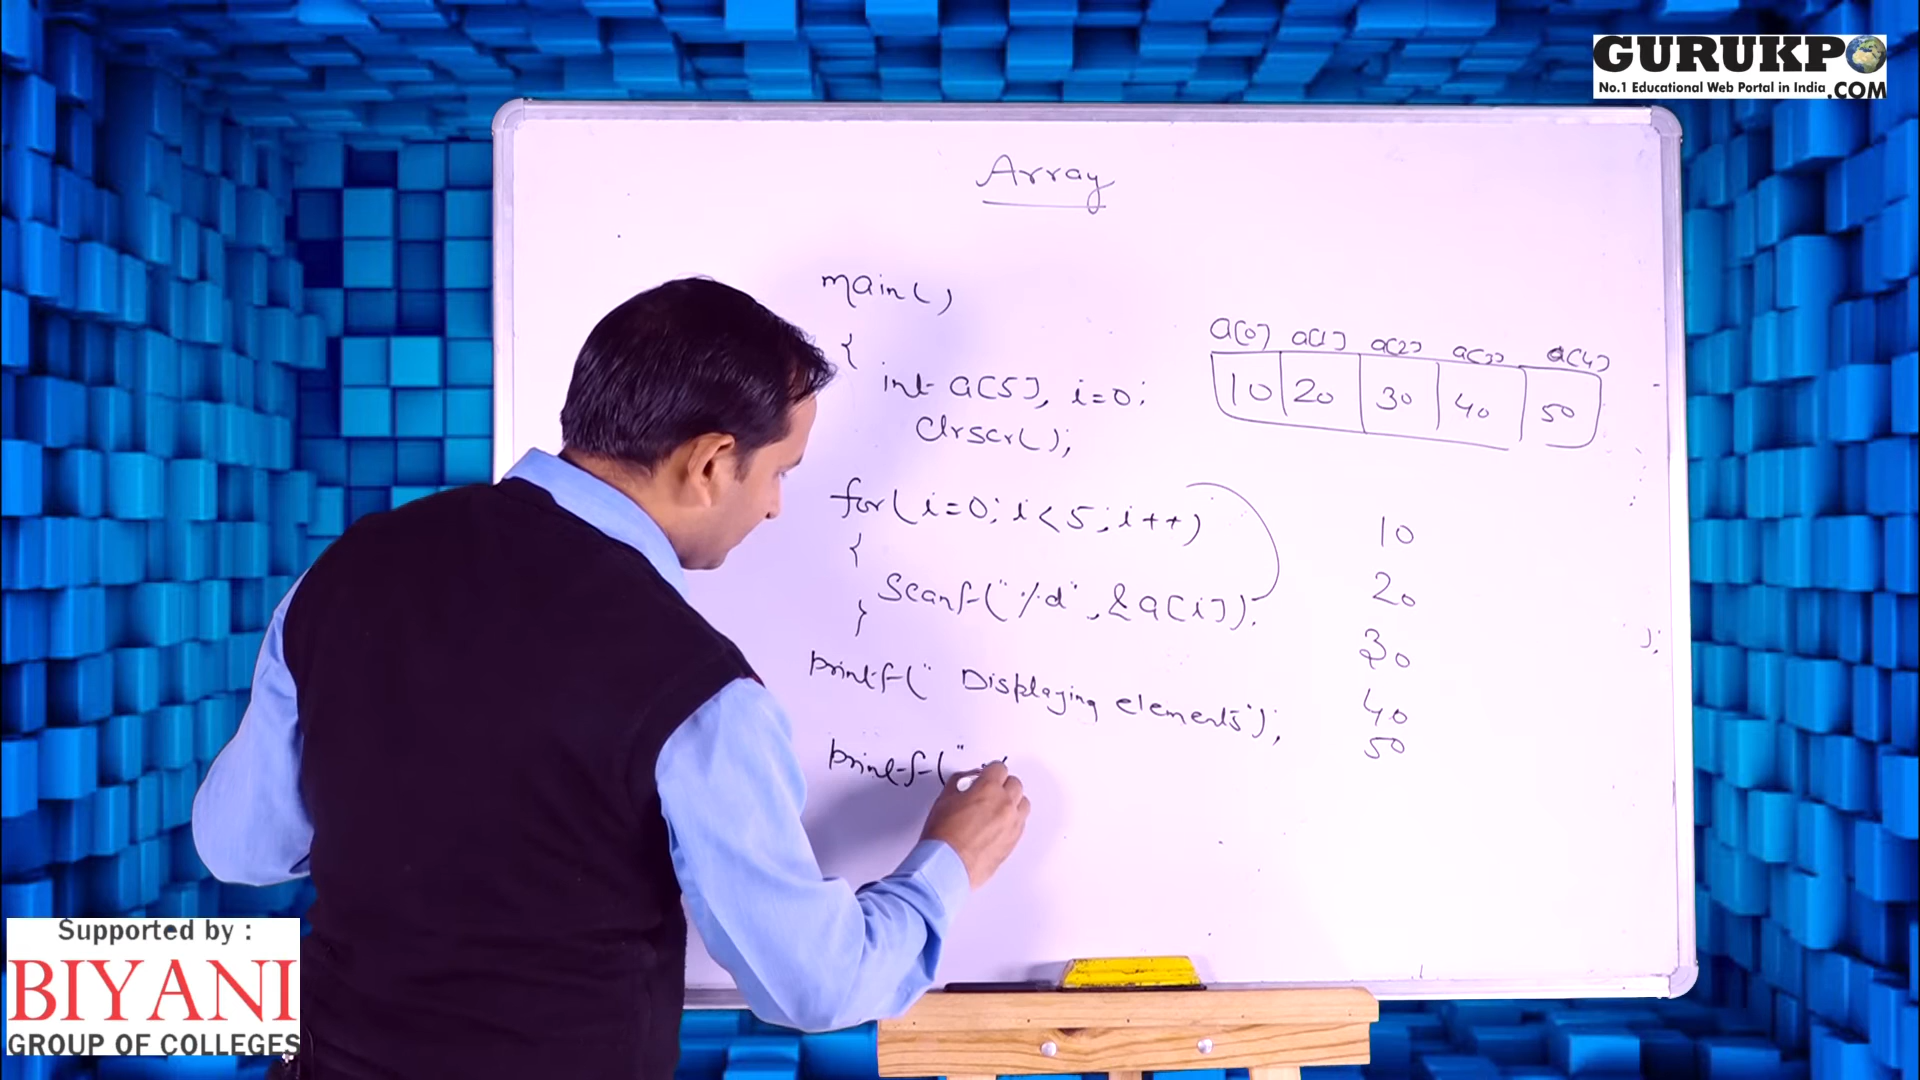 GURUKPO
No.1 Educational Web Portal in India .COM
Array
main()
{
int a[5], i=0;
clrscr();
for(i=0; i<5; i++)
{
scanf("%d", &a[i]);
}
printf(" Displaying elements");
printf("
a[0] a[1] a[2] a[3] a[4]
10 20 30 40 50
10
20
30
40
50
);
Supported by :
BIYANI
GROUP OF COLLEGES